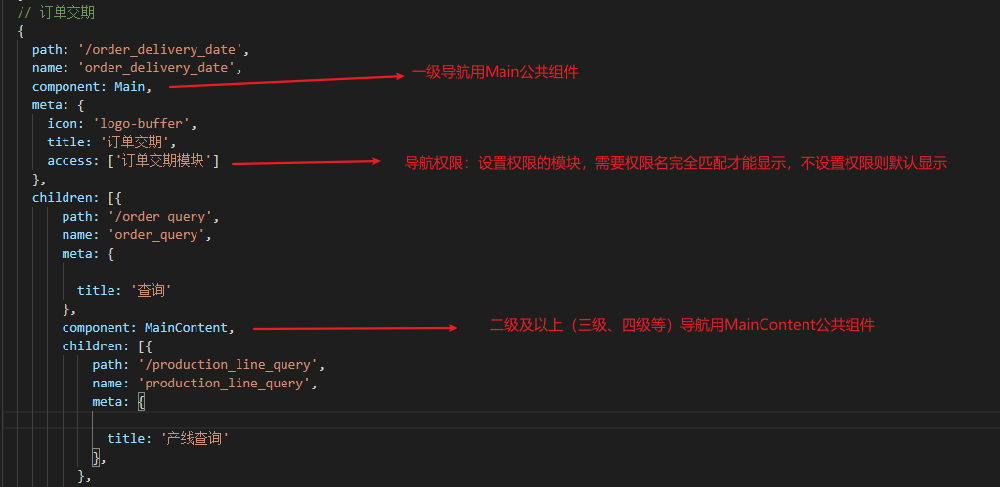 // 订单交期
{
path: '/order_delivery_date',
name: 'order_delivery_date',
component: Main,
一级导航用Main公共组件
meta: {
icon: 'logo-buffer',
title: '订单交期',
access: ['订单交期模块']
导航权限：设置权限的模块，需要权限名完全匹配才能显示，不设置权限则默认显示
},
children: [{
path: '/order_query',
name: 'order_query',
meta: {
title: '查询'
},
component: MainContent,
二级及以上（三级、四级等）导航用MainContent公共组件
children: [{
path: '/production_line_query',
name: 'production_line_query',
meta: {
title: '产线查询'
},
},